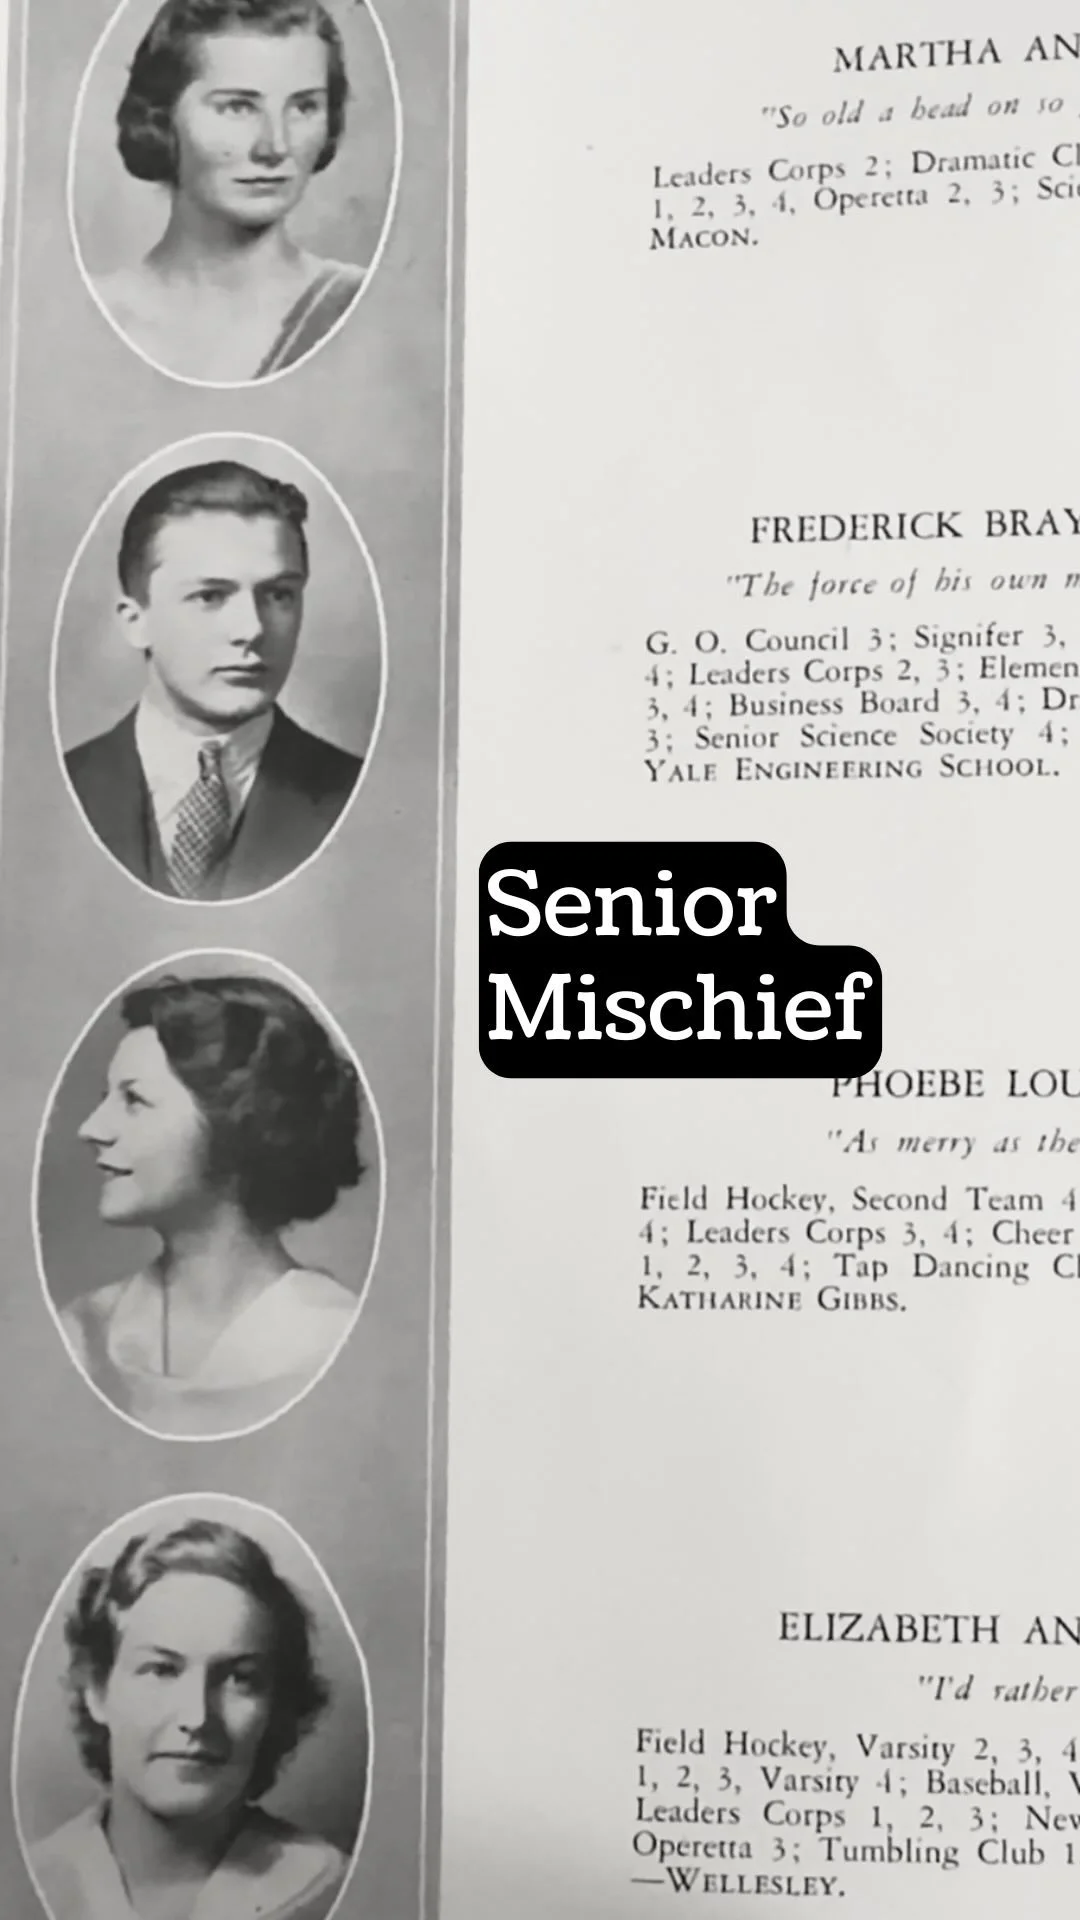 MARTHA AN
"So old a head on so
Leaders Corps 2; Dramatic Cl
1, 2, 3, 4, Operetta 2, 3; Scie
MACON.
FREDERICK BRAY
"The force of his own m
G. O. Council 3; Signifer 3,
4; Leaders Corps 2, 3; Elemen
3, 4; Business Board 3, 4; Dr
3; Senior Science Society 4;
YALE ENGINEERING SCHOOL.
Senior
Mischief
PHOEBE LOU
"As merry as the
Field Hockey, Second Team 4
4; Leaders Corps 3, 4; Cheer
1, 2, 3, 4; Tap Dancing Cl
KATHARINE GIBBS.
ELIZABETH AN
"I'd rather
Field Hockey, Varsity 2, 3, 4
1, 2, 3, Varsity 4; Baseball, V
Leaders Corps 1, 2, 3; New
Operetta 3; Tumbling Club 1
—WELLESLEY.